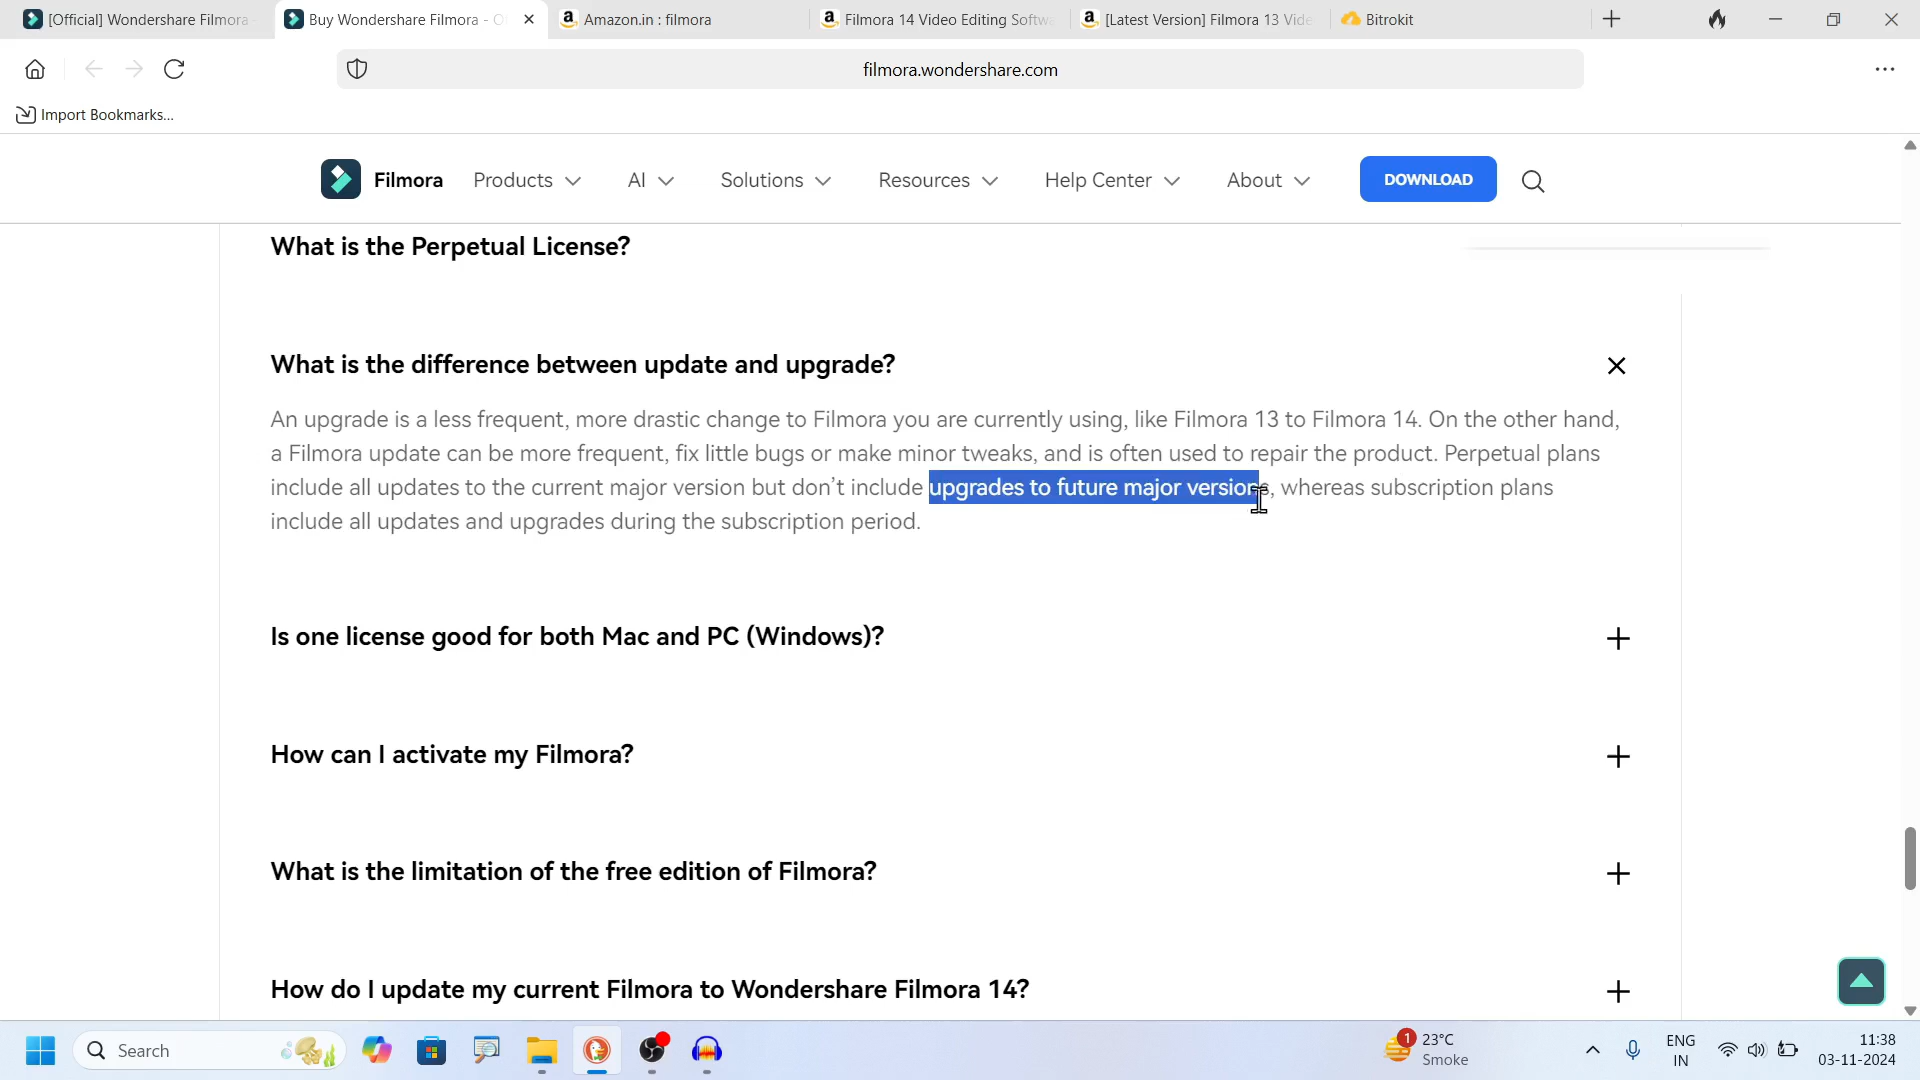 [Official] Wondershare Filmora
Buy Wondershare Filmora - O
Amazon.in : filmora
Filmora 14 Video Editing Softw
[Latest Version] Filmora 13 Vide
Bitrokit
filmora.wondershare.com
Import Bookmarks...
Filmora
Products
AI
Solutions
Resources
Help Center
About
DOWNLOAD
What is the Perpetual License?
What is the difference between update and upgrade?
An upgrade is a less frequent, more drastic change to Filmora you are currently using, like Filmora 13 to Filmora 14. On the other hand,
a Filmora update can be more frequent, fix little bugs or make minor tweaks, and is often used to repair the product. Perpetual plans
include all updates to the current major version but don't include upgrades to future major versions, whereas subscription plans
include all updates and upgrades during the subscription period.
Is one license good for both Mac and PC (Windows)?
How can I activate my Filmora?
What is the limitation of the free edition of Filmora?
How do I update my current Filmora to Wondershare Filmora 14?
Search
1
23°C
Smoke
ENG
IN
11:38
03-11-2024